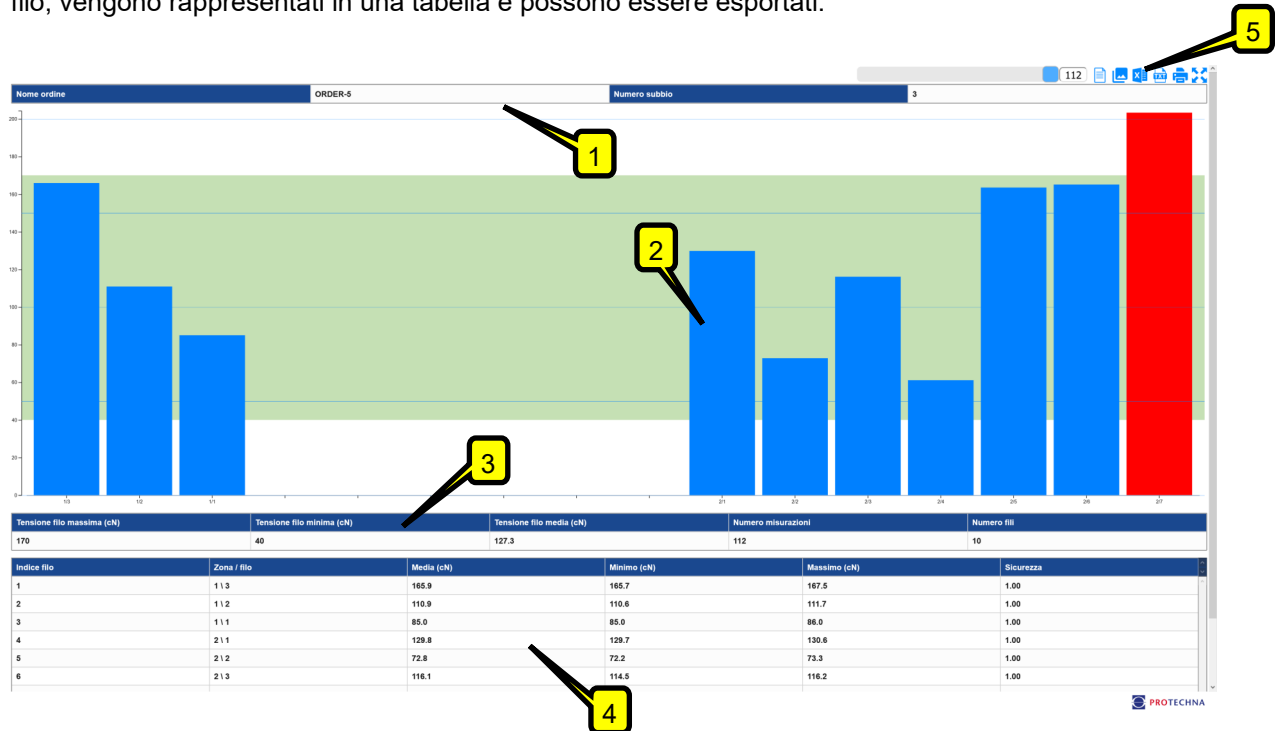 filo, vengono rappresentati in una tabella e possono essere esportati.
5
112 TXT
Nome ordine ORDER-5 Numero subbio 3
1
2
3
200
180
160
140
120
100
80
60
40
20
0
1/3 1/2 1/1 2/1 2/2 2/3 2/4 2/5 2/6 2/7
Tensione filo massima (cN) Tensione filo minima (cN) Tensione filo media (cN) Numero misurazioni Numero fili
170 40 127.3 112 10
Indice filo Zona / filo Media (cN) Minimo (cN) Massimo (cN) Sicurezza
1 1 \ 3 165.9 165.7 167.5 1.00
2 1 \ 2 110.9 110.6 111.7 1.00
3 1 \ 1 85.0 85.0 86.0 1.00
4 2 \ 1 129.8 129.7 130.6 1.00
5 2 \ 2 72.8 72.2 73.3 1.00
6 2 \ 3 116.1 114.5 116.2 1.00
4
PROTECHNA